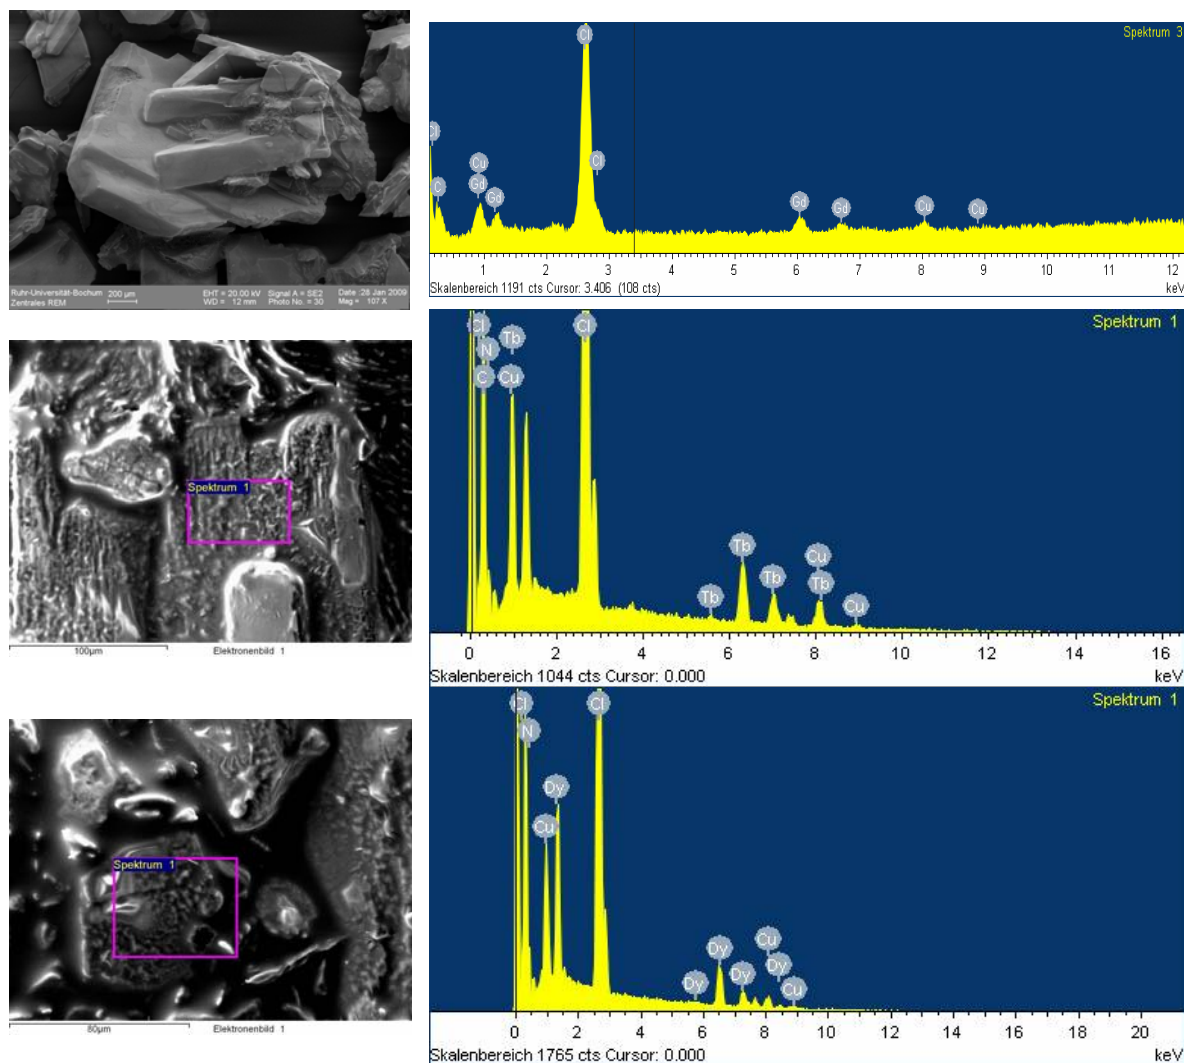 Ruhr-Universität-Bochum 200 µm EHT = 20.00 kV Signal A = SE2 Date :28 Jan 2009
Zentrales REM WD = 12 mm Photo No. = 30 Mag = 107 X
Spektrum 3
Cl
Cl
Cl
Cu
C Gd Gd
Gd Gd Cu Cu
1 2 3 4 5 6 7 8 9 10 11 12
Skalenbereich 1191 cts Cursor: 3.406 (108 cts) keV
Spektrum 1
100µm Elektronenbild 1
Spektrum 1
Cl Tb Cl
N
C Cu
Tb Cu
Tb Tb Tb Cu
0 2 4 6 8 10 12 14 16
Skalenbereich 1044 cts Cursor: 0.000 keV
Spektrum 1
80µm Elektronenbild 1
Spektrum 1
Cl Cl
N
Dy
Cu
Cu
Dy Dy
Dy Dy Cu
0 2 4 6 8 10 12 14 16 18 20
Skalenbereich 1765 cts Cursor: 0.000 keV